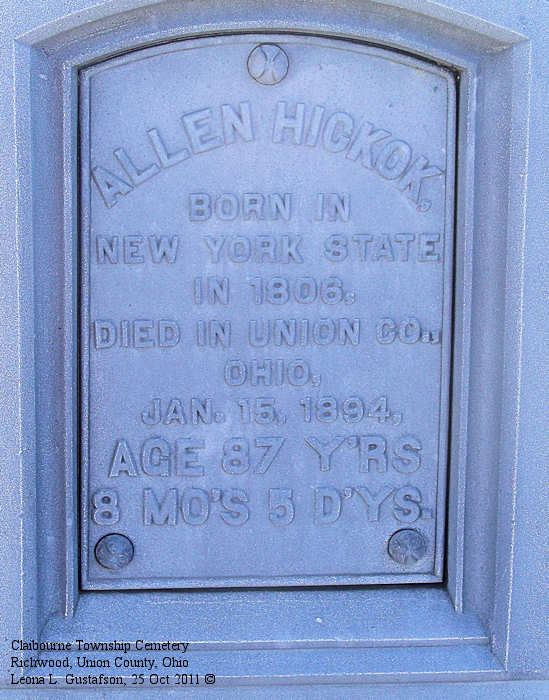 ALLEN HICKOK,
BORN IN
NEW YORK STATE
IN 1806.
DIED IN UNION CO.,
OHIO,
JAN. 15, 1894,
AGE 87 Y'RS
8 MO'S 5 D'YS.
Claibourne Township Cemetery
Richwood, Union County, Ohio
Leona L. Gustafson, 25 Oct 2011 ©